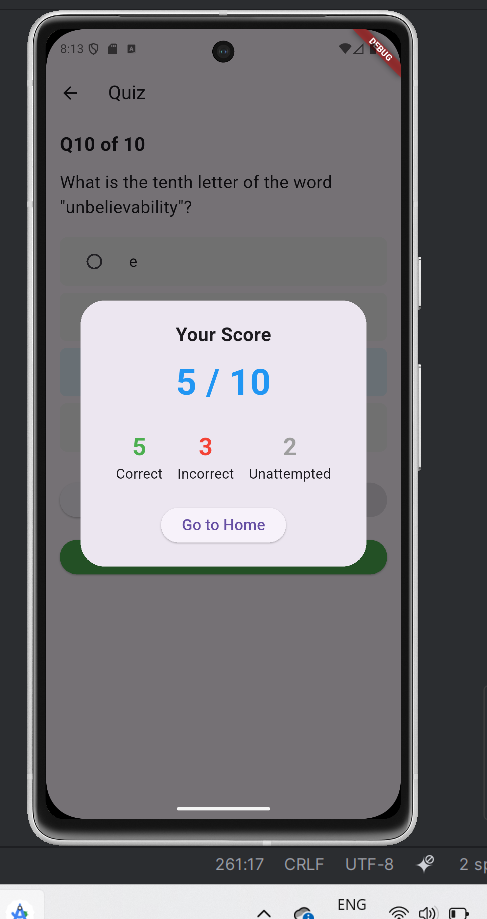 8:13
DEBUG
Quiz
Q10 of 10
What is the tenth letter of the word
"unbelievability"?
e
Your Score
5 / 10
5 3 2
Correct Incorrect Unattempted
Go to Home
261:17 CRLF UTF-8 2 sp
ENG